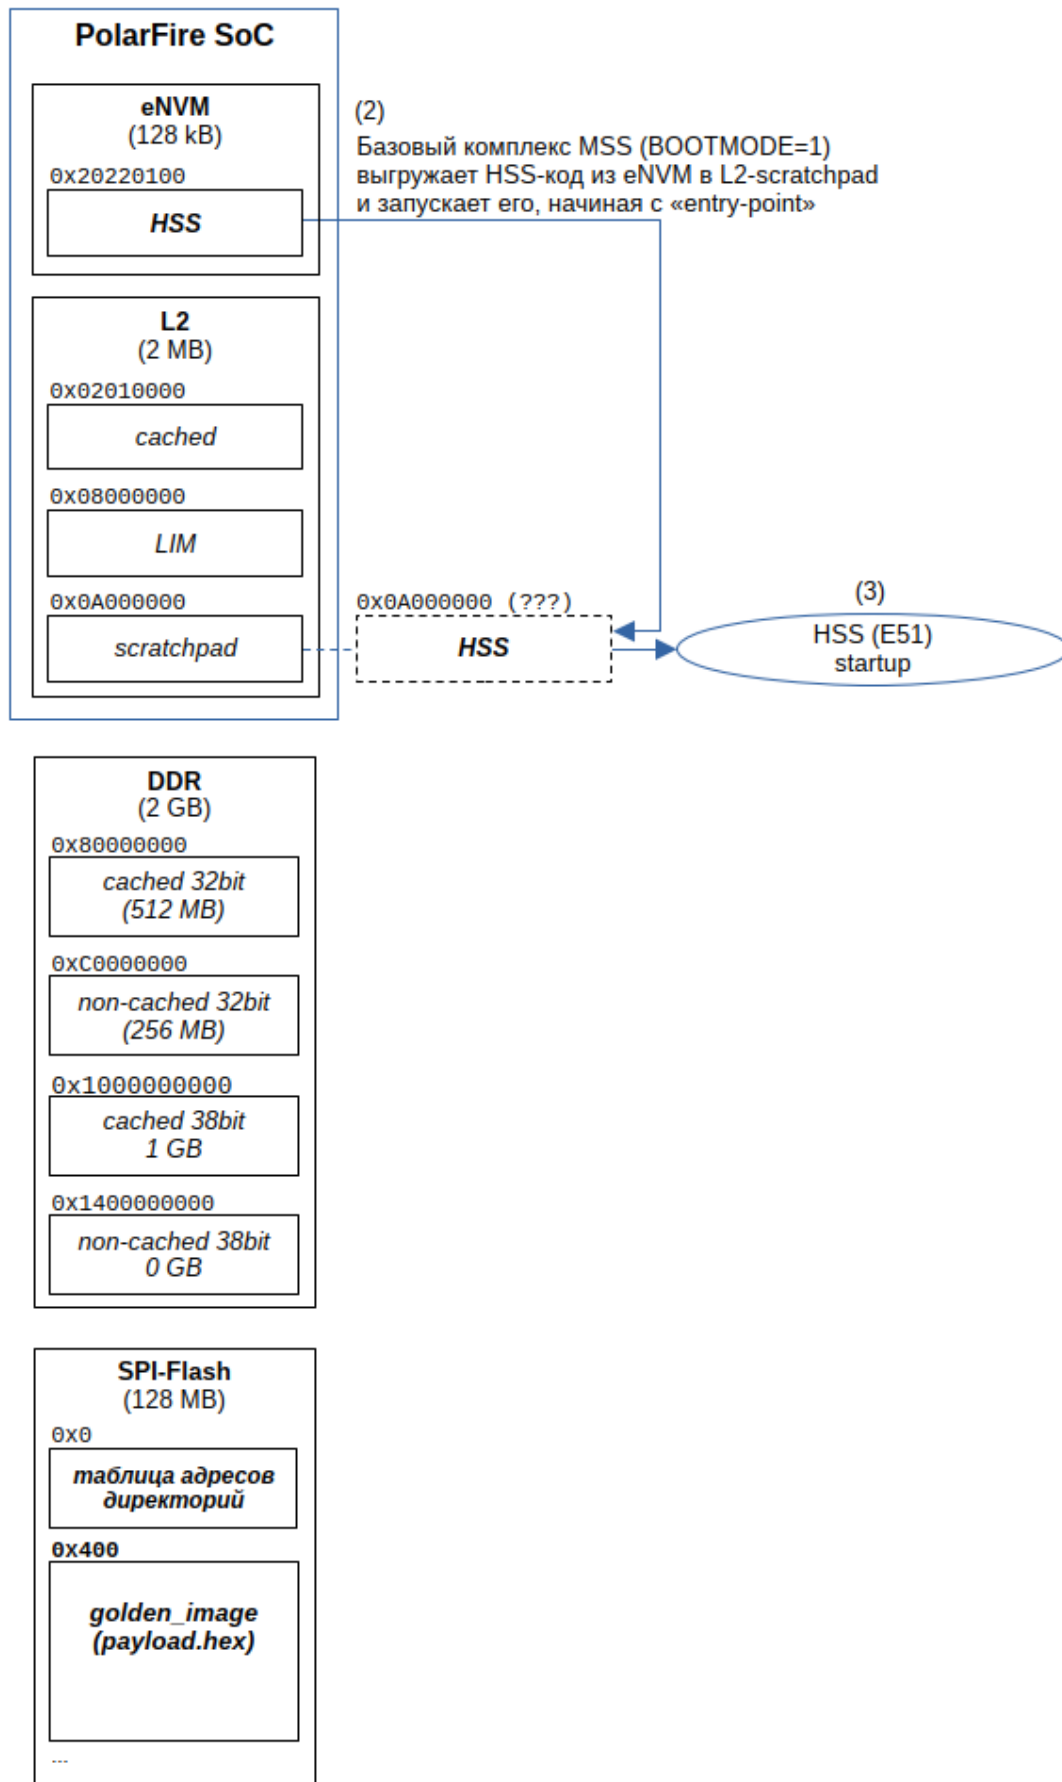 PolarFire SoC
eNVM
(128 kB)
0x20220100
HSS
(2)
Базовый комплекс MSS (BOOTMODE=1)
выгружает HSS-код из eNVM в L2-scratchpad
и запускает его, начиная с «entry-point»
L2
(2 MB)
0x02010000
cached
0x08000000
LIM
0x0A000000
scratchpad
0x0A000000 (???)
HSS
(3)
HSS (E51)
startup
DDR
(2 GB)
0x80000000
cached 32bit
(512 MB)
0xC0000000
non-cached 32bit
(256 MB)
0x1000000000
cached 38bit
1 GB
0x1400000000
non-cached 38bit
0 GB
SPI-Flash
(128 MB)
0x0
таблица адресов
директорий
0x400
golden_image
(payload.hex)
...